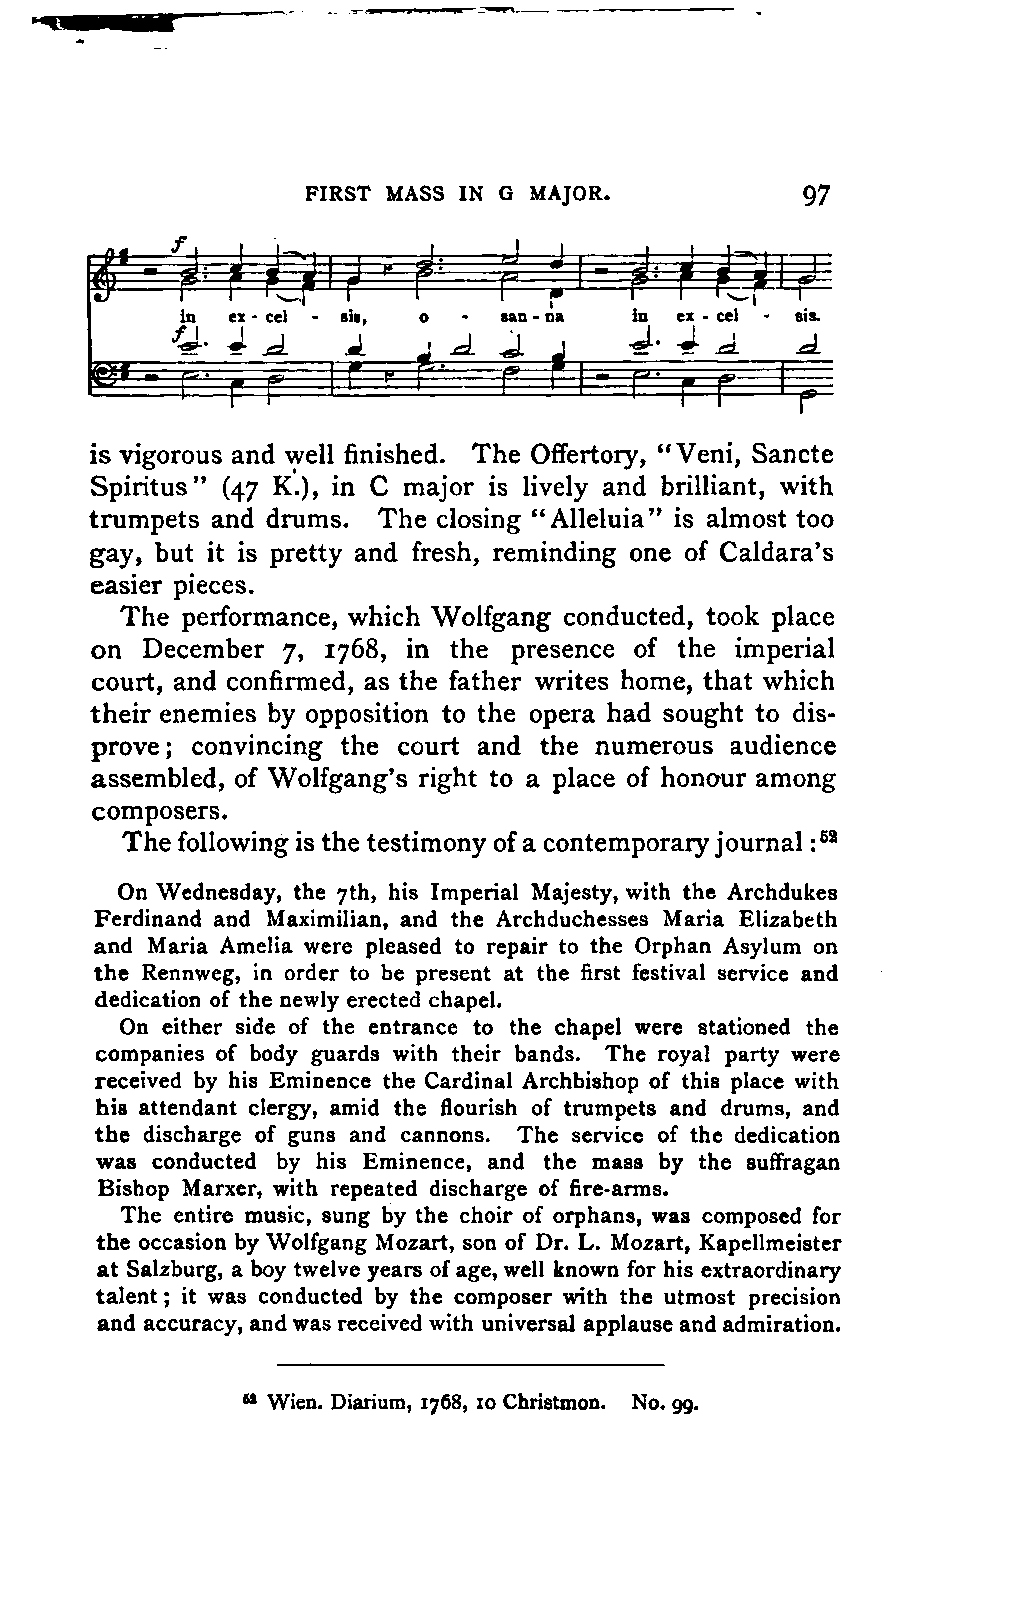 FIRST MASS IN G MAJOR. 97
f
in ex - cel - sis, o - san - na in ex - cel - sis.
f
is vigorous and well finished. The Offertory, "Veni, Sancte
Spiritus" (47 K.), in C major is lively and brilliant, with
trumpets and drums. The closing "Alleluia" is almost too
gay, but it is pretty and fresh, reminding one of Caldara's
easier pieces.
The performance, which Wolfgang conducted, took place
on December 7, 1768, in the presence of the imperial
court, and confirmed, as the father writes home, that which
their enemies by opposition to the opera had sought to dis-
prove; convincing the court and the numerous audience
assembled, of Wolfgang's right to a place of honour among
composers.
The following is the testimony of a contemporary journal :⁵²
On Wednesday, the 7th, his Imperial Majesty, with the Archdukes
Ferdinand and Maximilian, and the Archduchesses Maria Elizabeth
and Maria Amelia were pleased to repair to the Orphan Asylum on
the Rennweg, in order to be present at the first festival service and
dedication of the newly erected chapel.
On either side of the entrance to the chapel were stationed the
companies of body guards with their bands. The royal party were
received by his Eminence the Cardinal Archbishop of this place with
his attendant clergy, amid the flourish of trumpets and drums, and
the discharge of guns and cannons. The service of the dedication
was conducted by his Eminence, and the mass by the suffragan
Bishop Marxer, with repeated discharge of fire-arms.
The entire music, sung by the choir of orphans, was composed for
the occasion by Wolfgang Mozart, son of Dr. L. Mozart, Kapellmeister
at Salzburg, a boy twelve years of age, well known for his extraordinary
talent; it was conducted by the composer with the utmost precision
and accuracy, and was received with universal applause and admiration.
⁵² Wien. Diarium, 1768, 10 Christmon. No. 99.